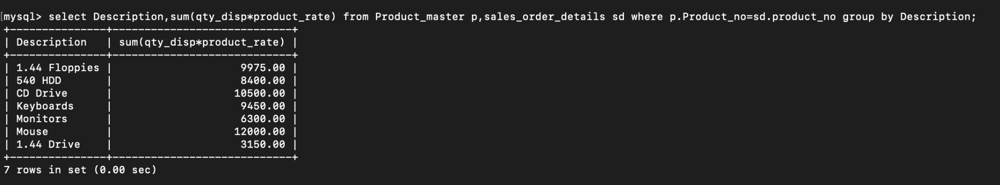 [mysql> select Description,sum(qty_disp*product_rate) from Product_master p,sales_order_details sd where p.Product_no=sd.product_no group by Description;
+---------------+----------------------------+
| Description   | sum(qty_disp*product_rate) |
+---------------+----------------------------+
| 1.44 Floppies |                    9975.00 |
| 540 HDD       |                    8400.00 |
| CD Drive      |                   10500.00 |
| Keyboards     |                    9450.00 |
| Monitors      |                    6300.00 |
| Mouse         |                   12000.00 |
| 1.44 Drive    |                    3150.00 |
+---------------+----------------------------+
7 rows in set (0.00 sec)